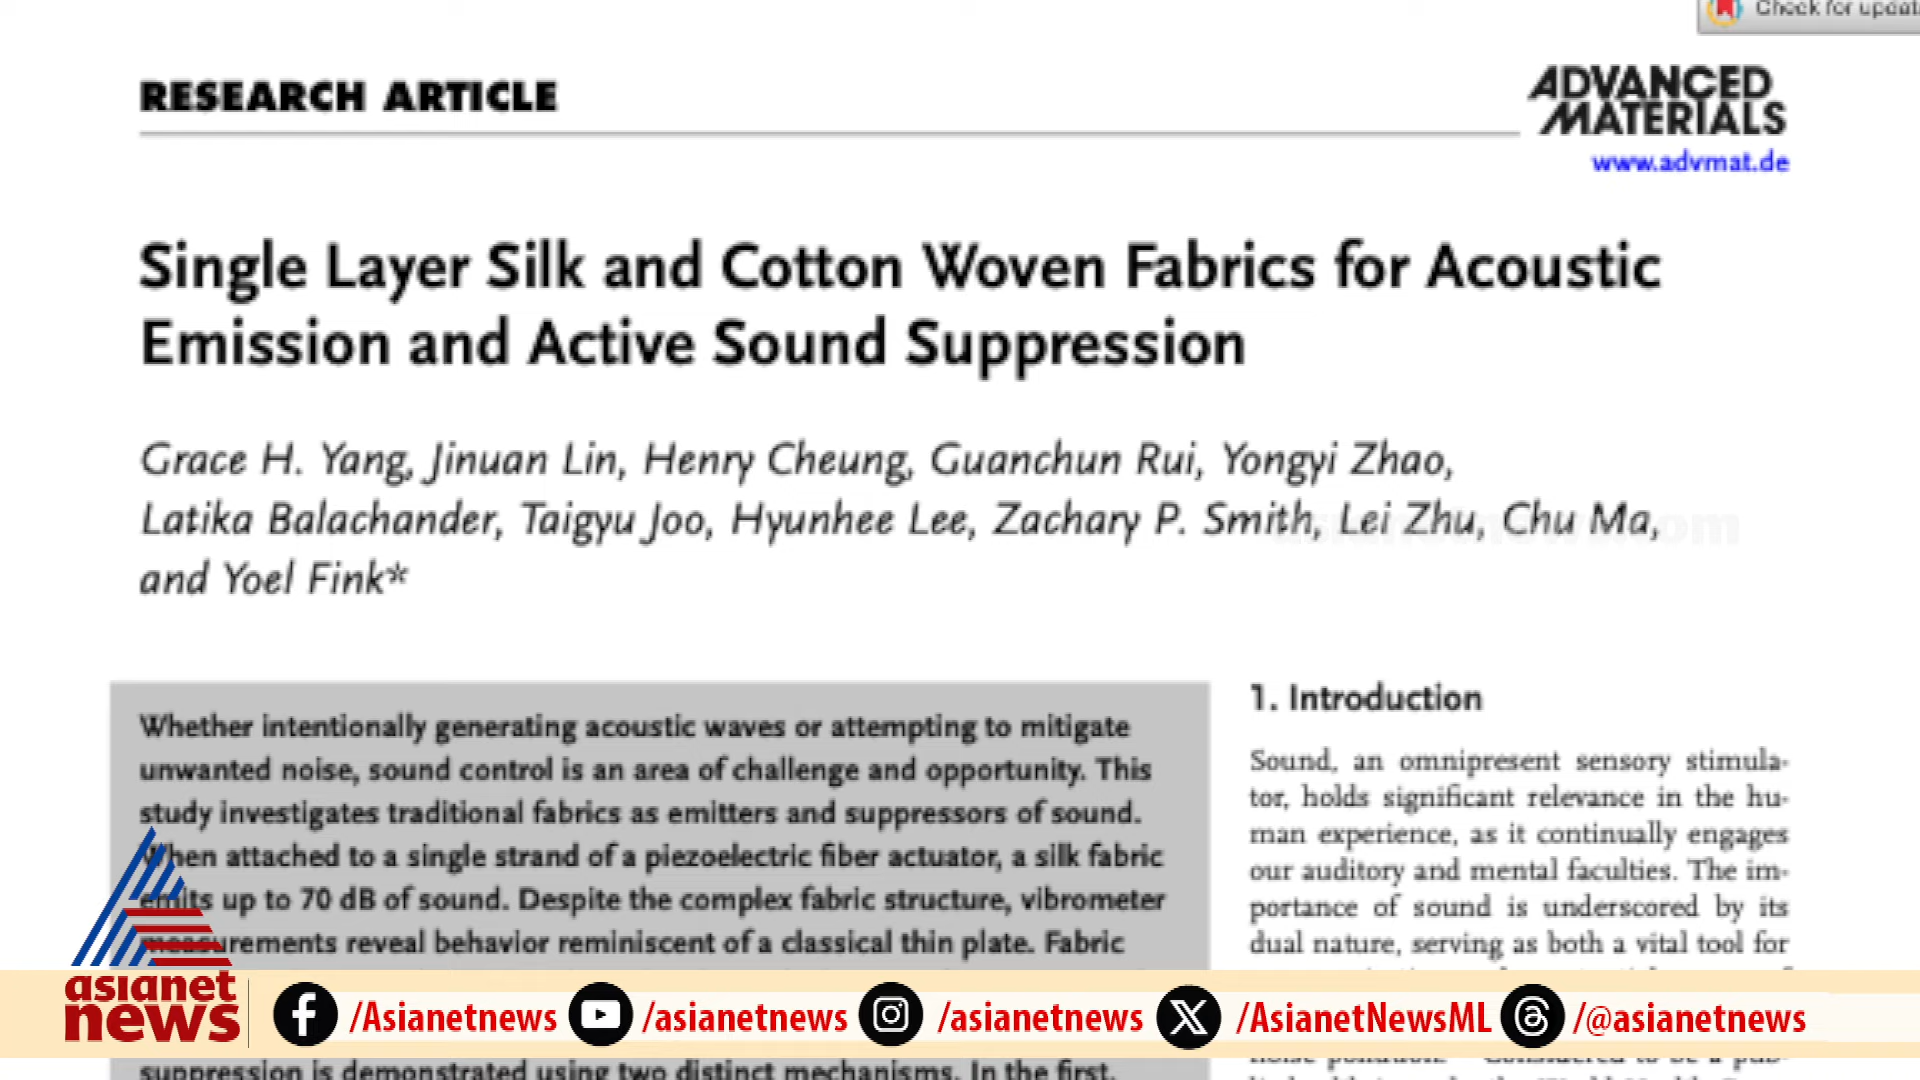 Check for updat
RESEARCH ARTICLE
ADVANCED
MATERIALS
www.advmat.de
Single Layer Silk and Cotton Woven Fabrics for Acoustic
Emission and Active Sound Suppression
Grace H. Yang, Jinuan Lin, Henry Cheung, Guanchun Rui, Yongyi Zhao,
Latika Balachander, Taigyu Joo, Hyunhee Lee, Zachary P. Smith, Lei Zhu, Chu Ma,
and Yoel Fink*
Whether intentionally generating acoustic waves or attempting to mitigate
unwanted noise, sound control is an area of challenge and opportunity. This
study investigates traditional fabrics as emitters and suppressors of sound.
When attached to a single strand of a piezoelectric fiber actuator, a silk fabric
emits up to 70 dB of sound. Despite the complex fabric structure, vibrometer
measurements reveal behavior reminiscent of a classical thin plate. Fabric
suppression is demonstrated using two distinct mechanisms. In the first,
1. Introduction
Sound, an omnipresent sensory stimula-
tor, holds significant relevance in the hu-
man experience, as it continually engages
our auditory and mental faculties. The im-
portance of sound is underscored by its
dual nature, serving as both a vital tool for
asianet
news
/Asianetnews
/asianetnews
/asianetnews
/AsianetNewsML
/@asianetnews